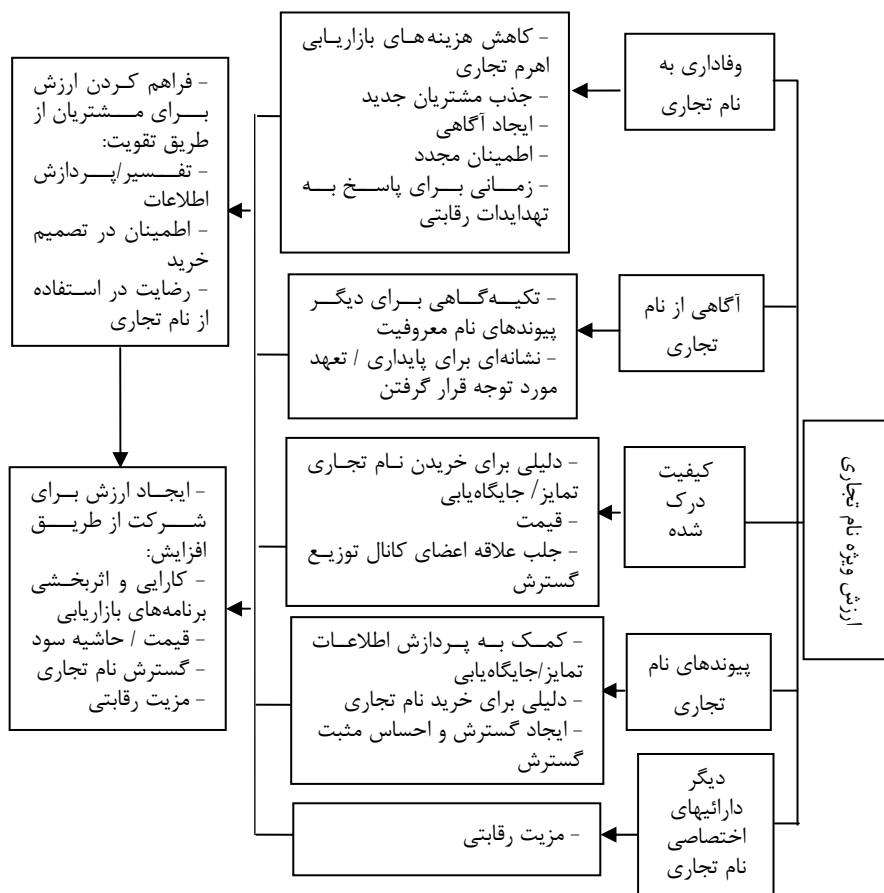 ارزش ویژه نام تجاری
وفاداری به
نام تجاری
- کاهش هزینه‌های بازاریابی
اهرم تجاری
- جذب مشتریان جدید
- ایجاد آگاهی
- اطمینان مجدد
- زمانی برای پاسخ به
تهدایدات رقابتی
آگاهی از نام
تجاری
- تکیه‌گاهی برای دیگر
پیوندهای نام معروفیت
- نشانه‌ای برای پایداری / تعهد
مورد توجه قرار گرفتن
کیفیت
درک
شده
- دلیلی برای خریدن نام تجاری
تمایز/ جایگاه‌یابی
- قیمت
- جلب علاقه اعضای کانال توزیع
گسترش
پیوندهای نام
تجاری
- کمک به پردازش اطلاعات
تمایز/جایگاه‌یابی
- دلیلی برای خرید نام تجاری
- ایجاد گسترش و احساس مثبت
گسترش
دیگر
دارائیهای
اختصاصی
نام تجاری
- مزیت رقابتی
- فراهم کردن ارزش
برای مشتریان از
طریق تقویت:
- تفسیر/پردازش
اطلاعات
- اطمینان در تصمیم
خرید
- رضایت در استفاده
از نام تجاری
- ایجاد ارزش برای
شرکت از طریق
افزایش:
- کارایی و اثربخشی
برنامه‌های بازاریابی
- قیمت / حاشیه سود
- گسترش نام تجاری
- مزیت رقابتی